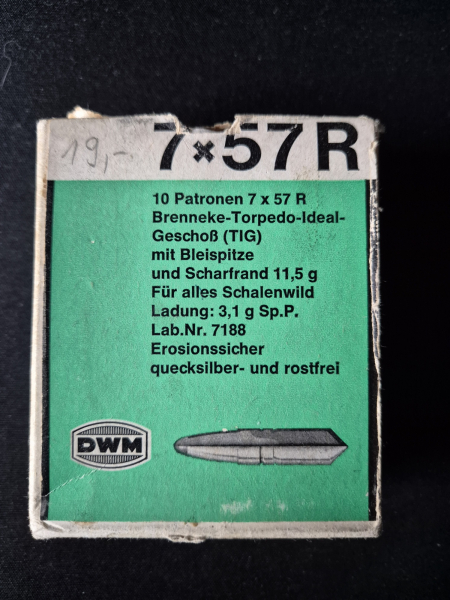 19,-
7×57R
10 Patronen 7 x 57 R
Brenneke-Torpedo-Ideal-
Geschoß (TIG)
mit Bleispitze
und Scharfrand 11,5 g
Für alles Schalenwild
Ladung: 3,1 g Sp.P.
Lab.Nr. 7188
Erosionssicher
quecksilber- und rostfrei
DWM